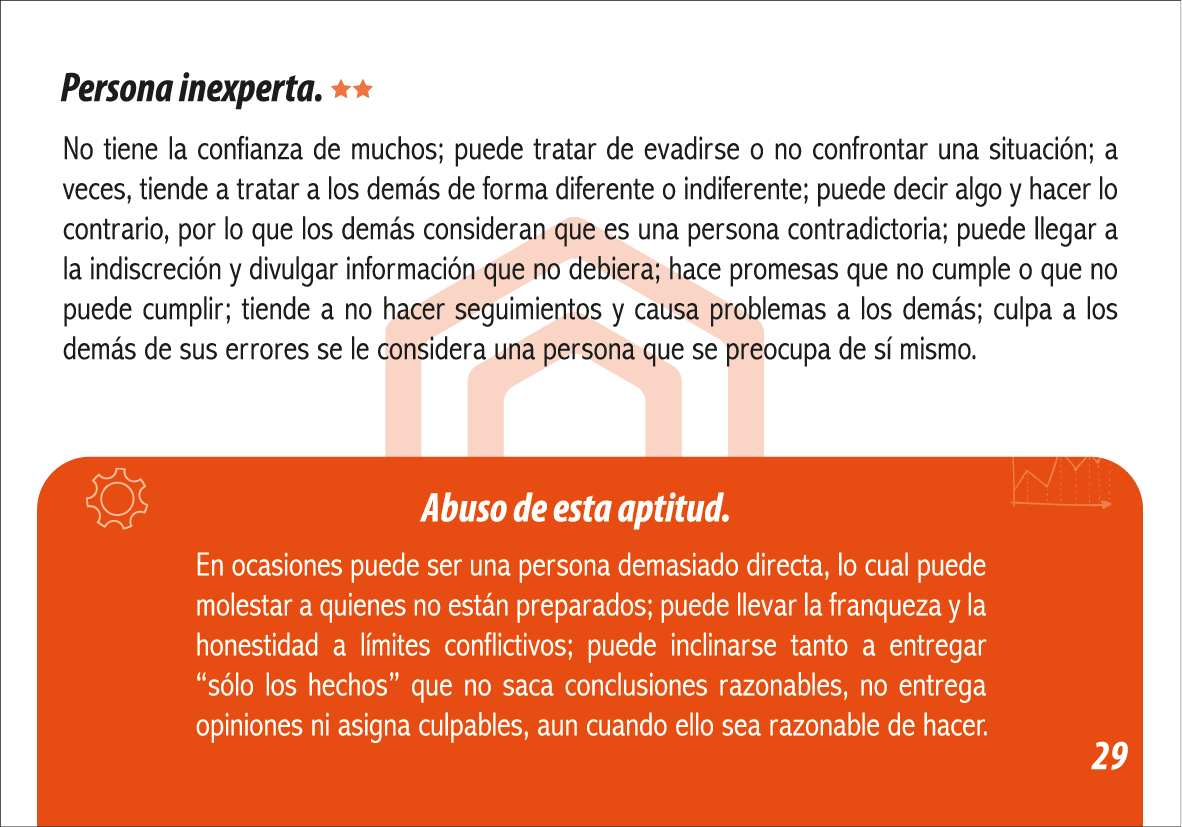 Persona inexperta.
No tiene la confianza de muchos; puede tratar de evadirse o no confrontar una situación; a
veces, tiende a tratar a los demás de forma diferente o indiferente; puede decir algo y hacer lo
contrario, por lo que los demás consideran que es una persona contradictoria; puede llegar a
la indiscreción y divulgar información que no debiera; hace promesas que no cumple o que no
puede cumplir; tiende a no hacer seguimientos y causa problemas a los demás; culpa a los
demás de sus errores se le considera una persona que se preocupa de sí mismo.
Abuso de esta aptitud.
En ocasiones puede ser una persona demasiado directa, lo cual puede
molestar a quienes no están preparados; puede llevar la franqueza y la
honestidad a límites conflictivos; puede inclinarse tanto a entregar
“sólo los hechos” que no saca conclusiones razonables, no entrega
opiniones ni asigna culpables, aun cuando ello sea razonable de hacer.
29